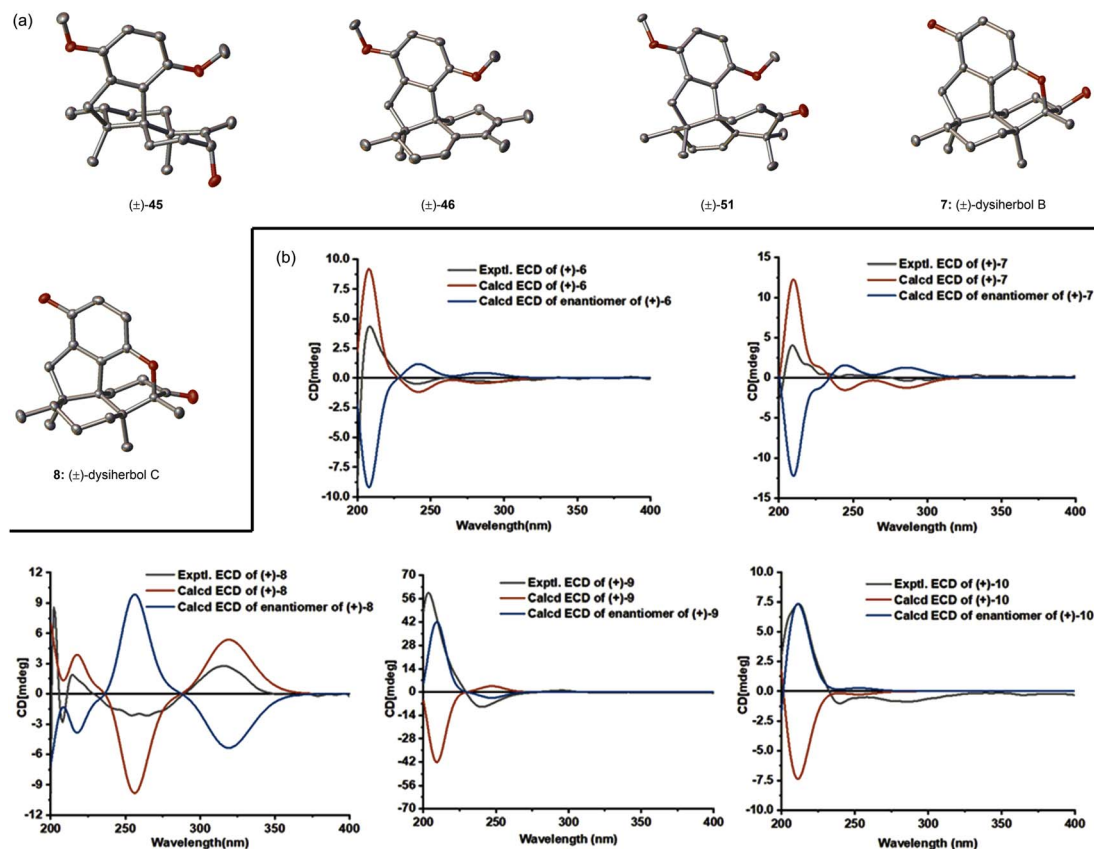 (a)
(±)-45
(±)-46
(±)-51
7: (±)-dysiherbol B
8: (±)-dysiherbol C
(b)
Exptl. ECD of (+)-6
Calcd ECD of (+)-6
Calcd ECD of enantiomer of (+)-6
CD[mdeg]
10.0
7.5
5.0
2.5
0.0
-2.5
-5.0
-7.5
-10.0
200
250
300
350
400
Wavelength(nm)
Exptl. ECD of (+)-7
Calcd ECD of (+)-7
Calcd ECD of enantiomer of (+)-7
CD[mdeg]
15
10
5
0
-5
-10
-15
200
250
300
350
400
Wavelength(nm)
Exptl. ECD of (+)-8
Calcd ECD of (+)-8
Calcd ECD of enantiomer of (+)-8
CD[mdeg]
12
9
6
3
0
-3
-6
-9
-12
200
250
300
350
400
Wavelength(nm)
Exptl. ECD of (+)-9
Calcd ECD of (+)-9
Calcd ECD of enantiomer of (+)-9
CD[mdeg]
70
56
42
28
14
0
-14
-28
-42
-56
-70
200
250
300
350
400
Wavelength (nm)
Exptl. ECD of (+)-10
Calcd ECD of (+)-10
Calcd ECD of enantiomer of (+)-10
CD[mdeg]
10.0
7.5
5.0
2.5
0.0
-2.5
-5.0
-7.5
-10.0
200
250
300
350
400
Wavelength (nm)